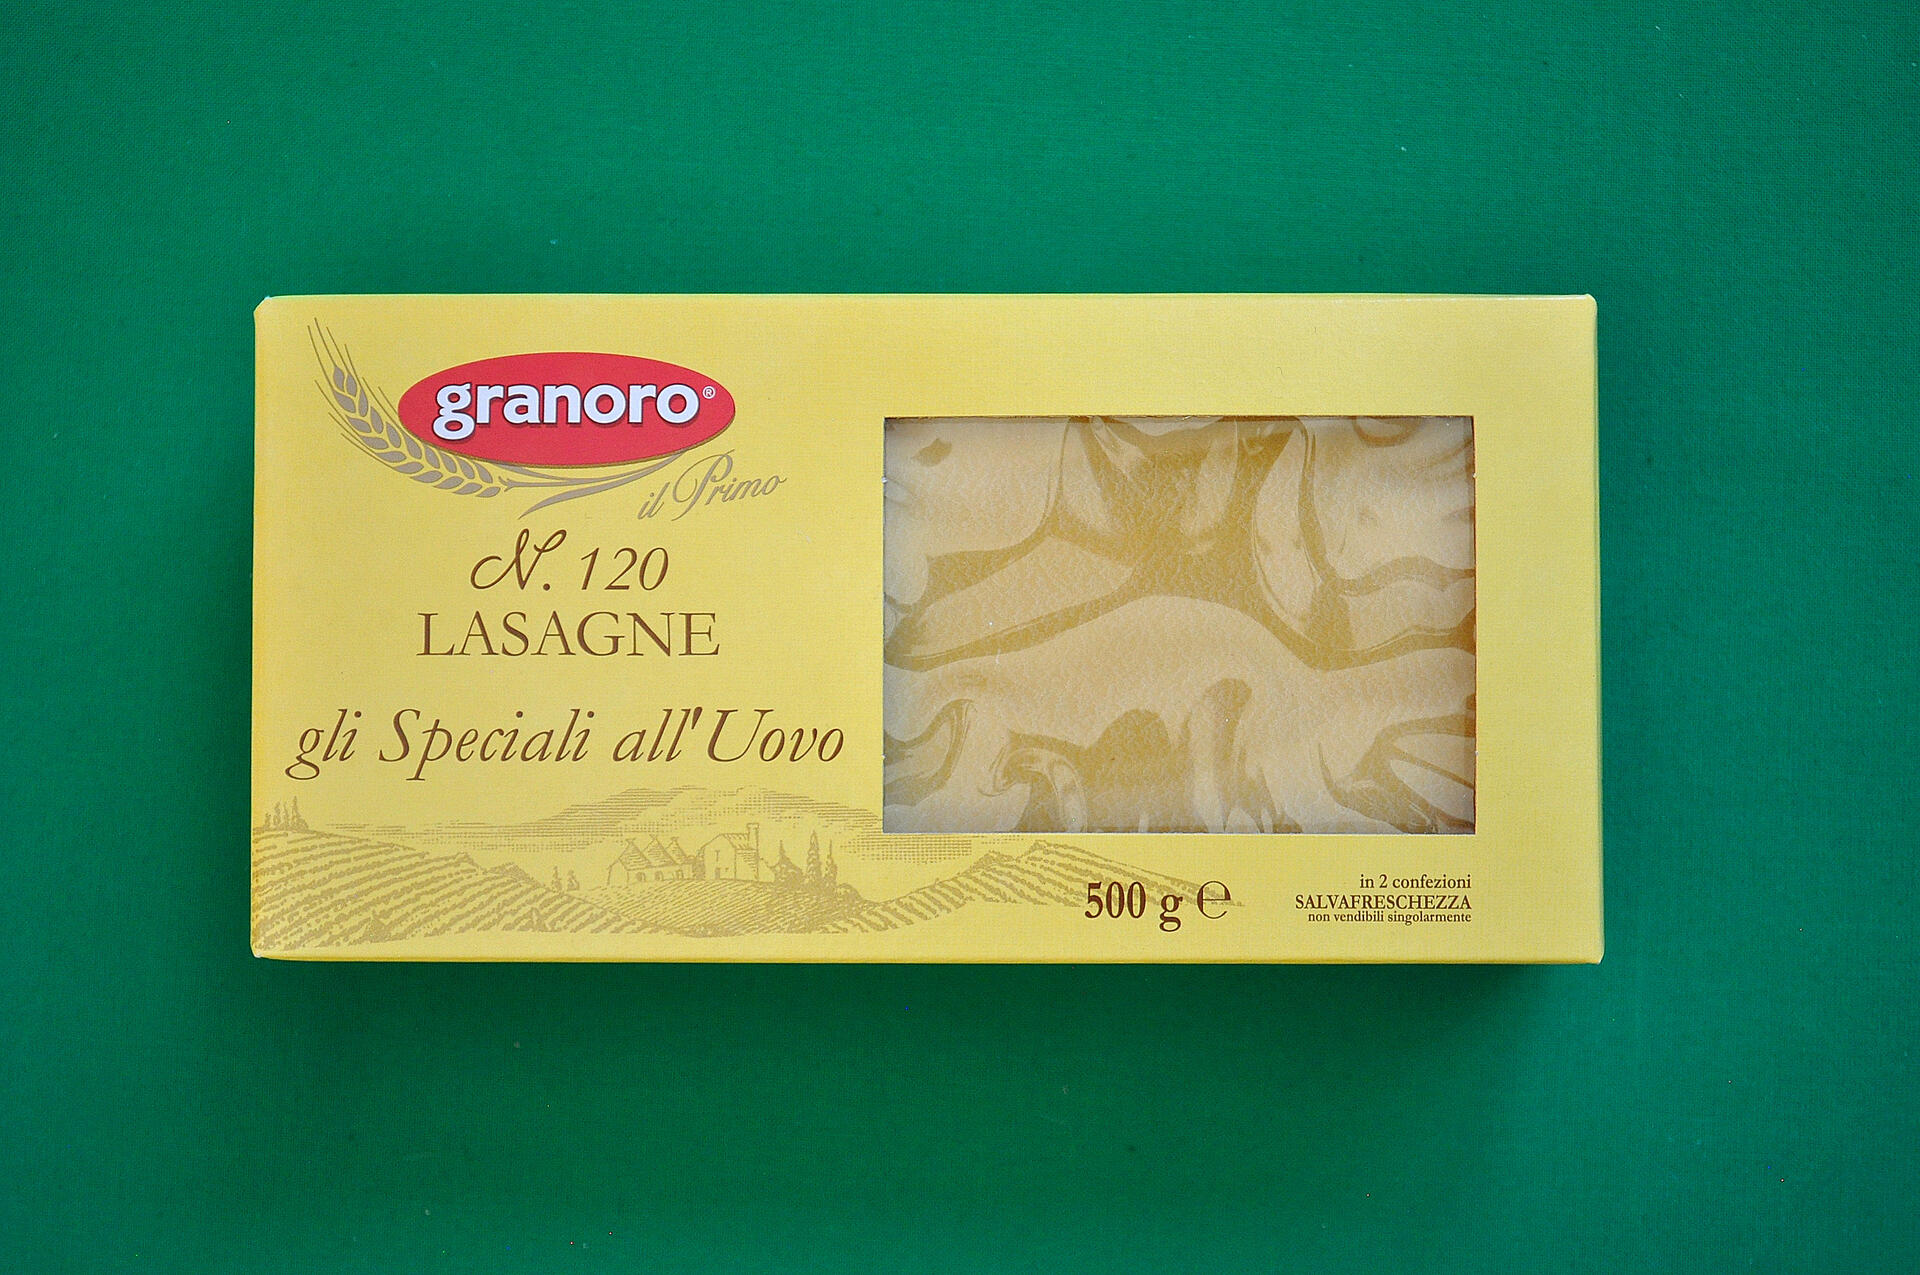 granoro®
il Primo
N. 120
LASAGNE
gli Speciali all'Uovo
500 g ℮
in 2 confezioni
SALVAFRESCHEZZA
non vendibili singolarmente